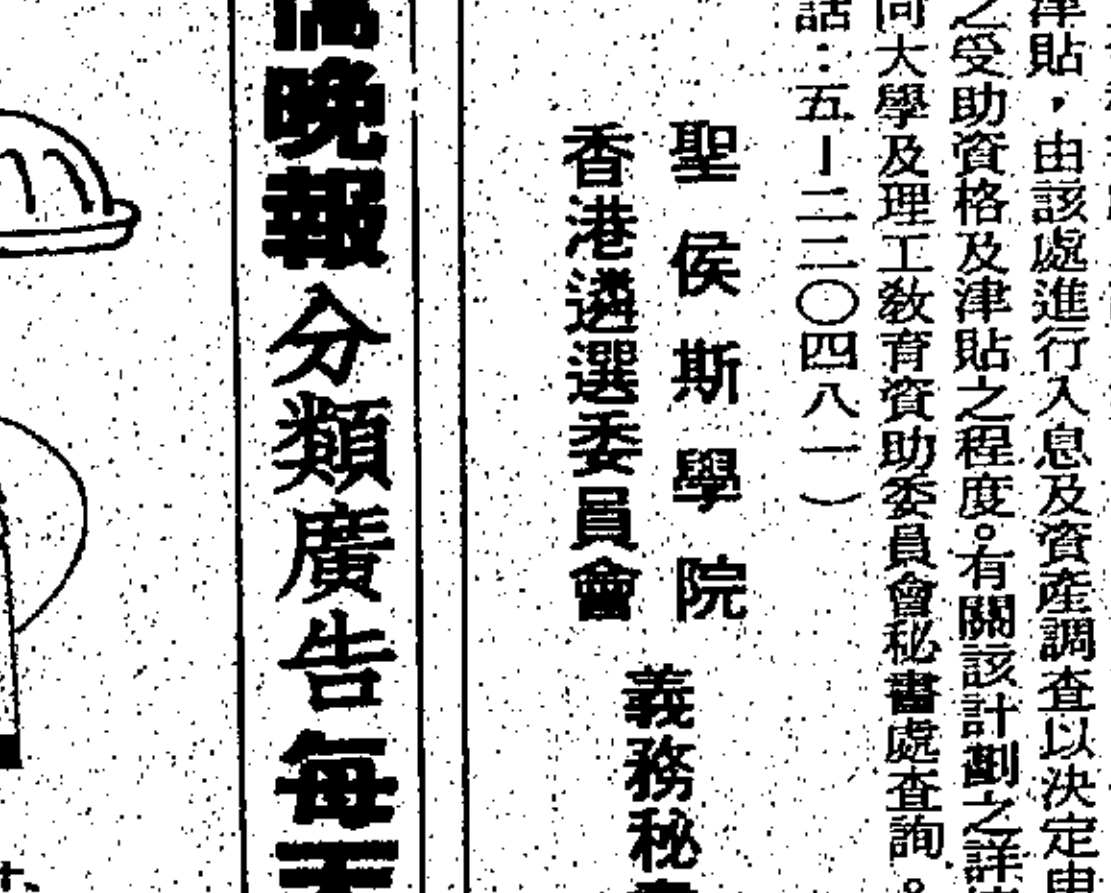 津貼，由該處進行入息及資產調查以決定申
之受助資格及津貼之程度。有關該計劃之詳
向大學及理工教育資助委員會秘書處查詢。
話：五—二二〇四八一）
聖侯斯學院
香港遴選委員會
義務秘
晚報分類廣告每